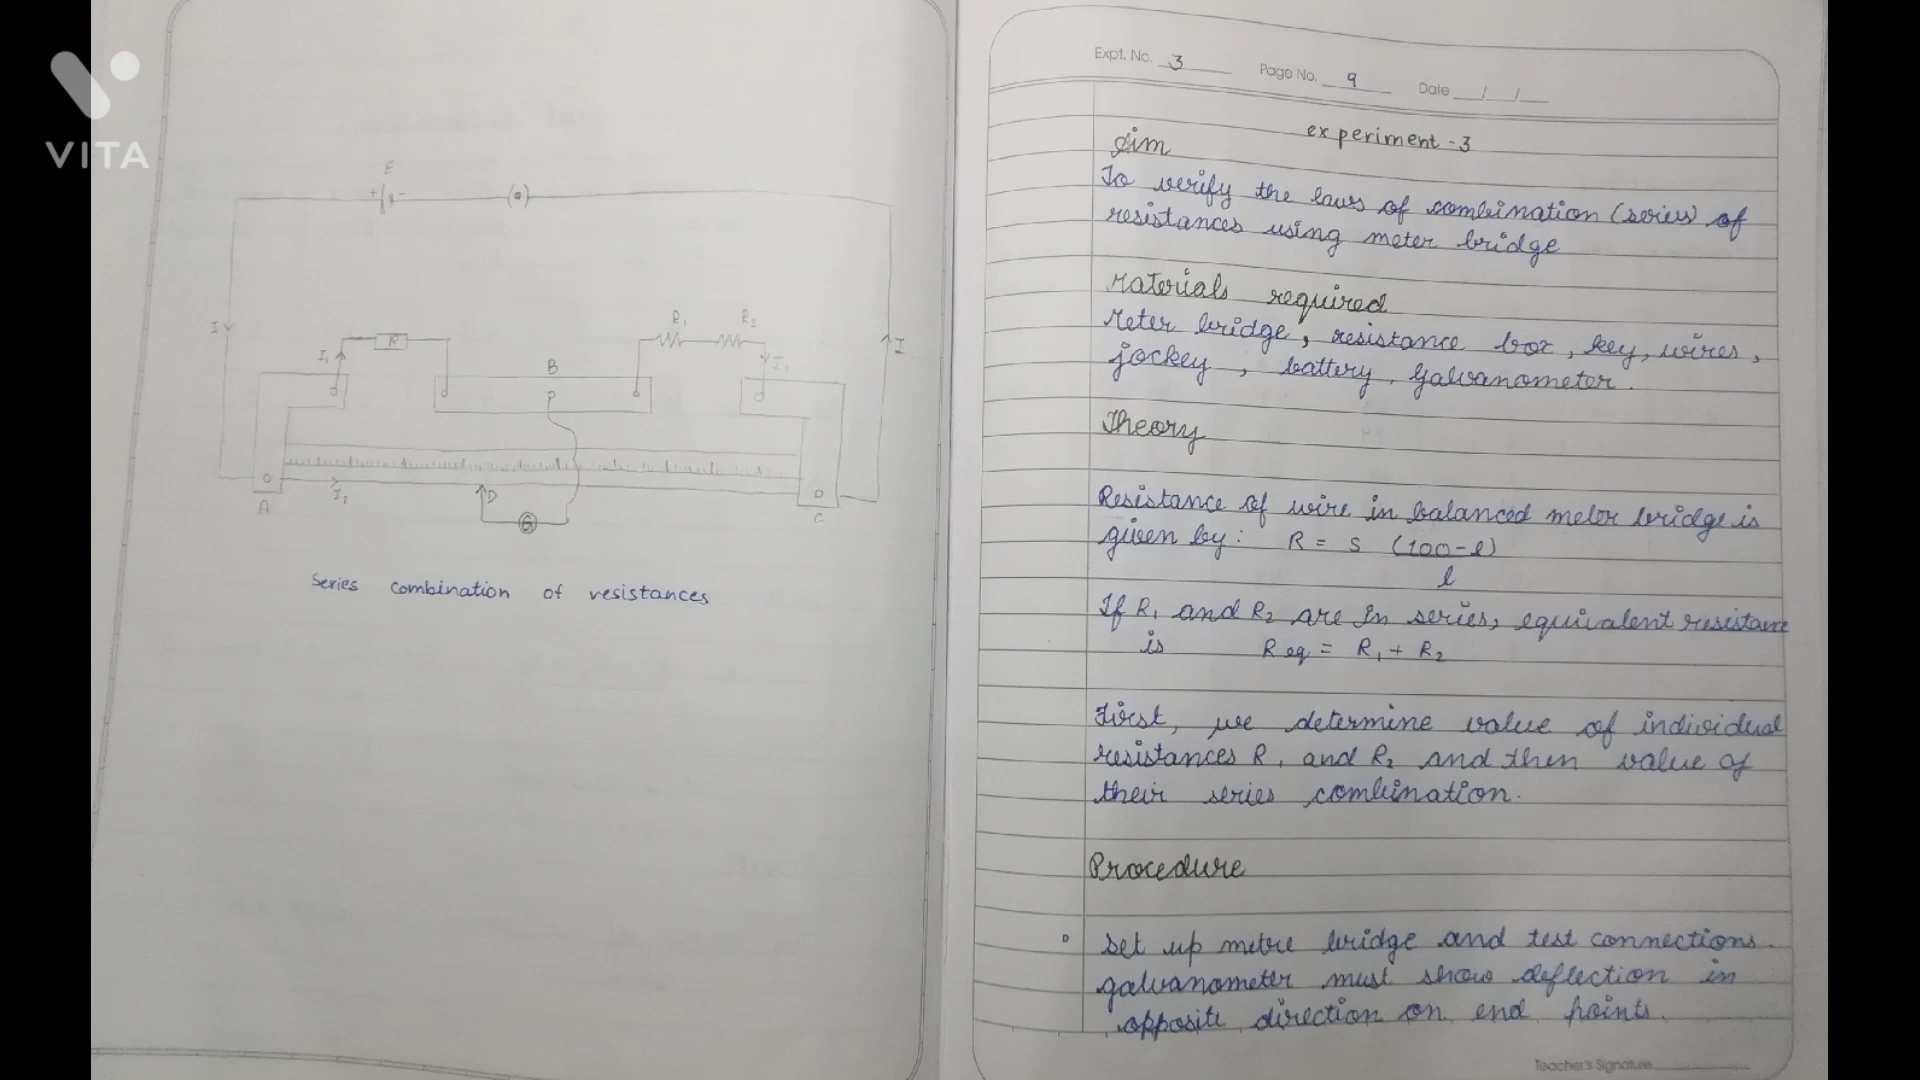 VITA
E
+ -
I
R
I₁
R₁ R₂
I₁
I
B
I₂
D
G
A
C
Series combination of resistances
Expt. No. 3
Page No. 9
Date / /
experiment - 3
Aim
To verify the laws of combination (series) of
resistances using meter bridge
Materials required
Meter bridge, resistance box, key, wires,
jockey, battery, Galvanometer.
Theory
Resistance of wire in balanced meter bridge is
given by: R = S (100-l)
l
If R₁ and R₂ are In series, equivalent resistance
is Req = R₁ + R₂
First, we determine value of individual
resistances R₁ and R₂ and then value of
their series combination.
Procedure
Set up metre bridge and test connections.
galvanometer must show deflection in
opposite direction on end points.
Teacher's Signature